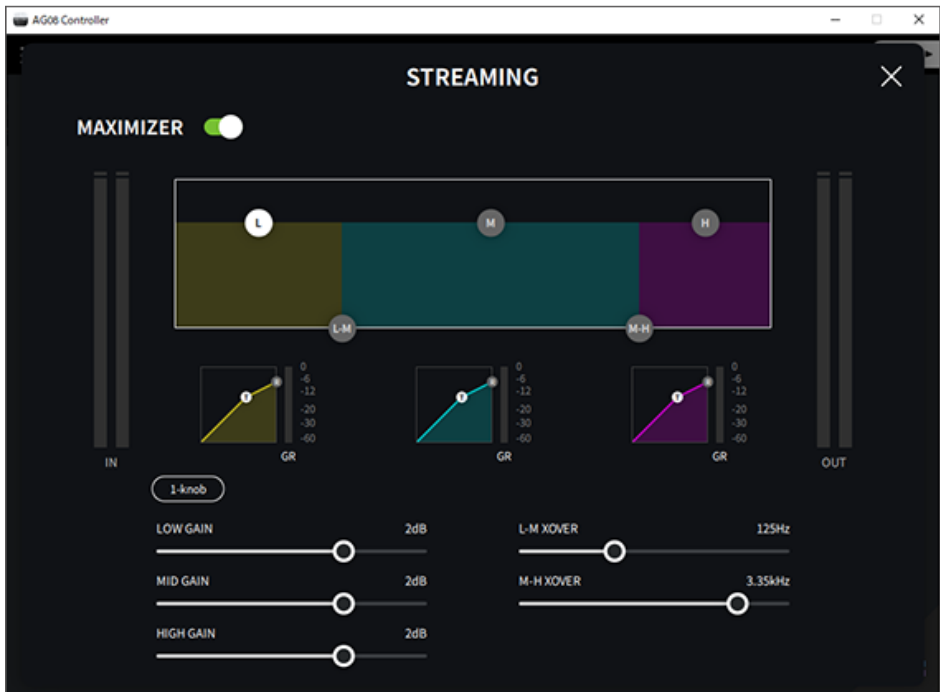 AG08 Controller
STREAMING
MAXIMIZER
L
M
H
L-M
M-H
0
-6
-12
-20
-30
-60
GR
0
-6
-12
-20
-30
-60
GR
0
-6
-12
-20
-30
-60
GR
T
T
T
IN
OUT
1-knob
LOW GAIN 2dB
L-M XOVER 125Hz
MID GAIN 2dB
M-H XOVER 3.35kHz
HIGH GAIN 2dB